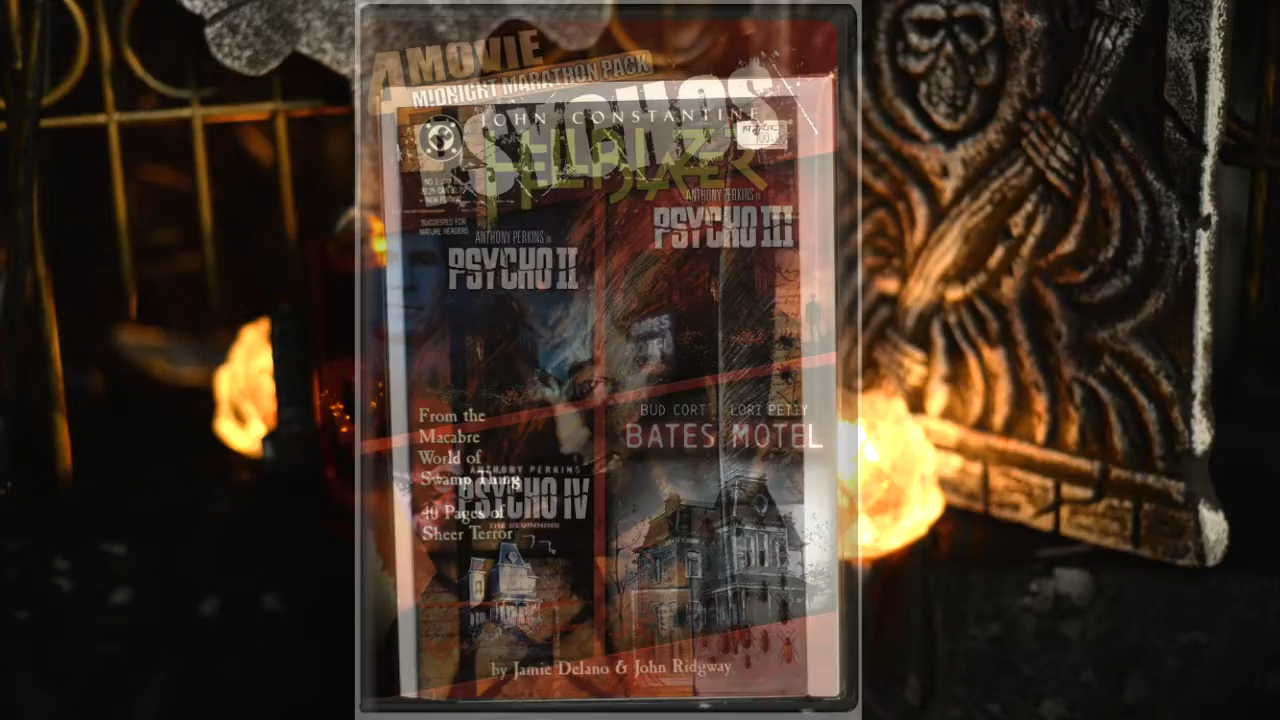 4 MOVIE
MIDNIGHT MARATHON PACK
JOHN CONSTANTINE
HELLBLAZER
SUGGESTED FOR
MATURE READERS
ANTHONY PERKINS IN
PSYCHO III
ANTHONY PERKINS IN
PSYCHO II
BUD CORT LORI PETTY
BATES MOTEL
From the
Macabre
World of
Swamp Thing
ANTHONY PERKINS
PSYCHO IV
THE BEGINNING
40 Pages of
Sheer Terror
by Jamie Delano & John Ridgway